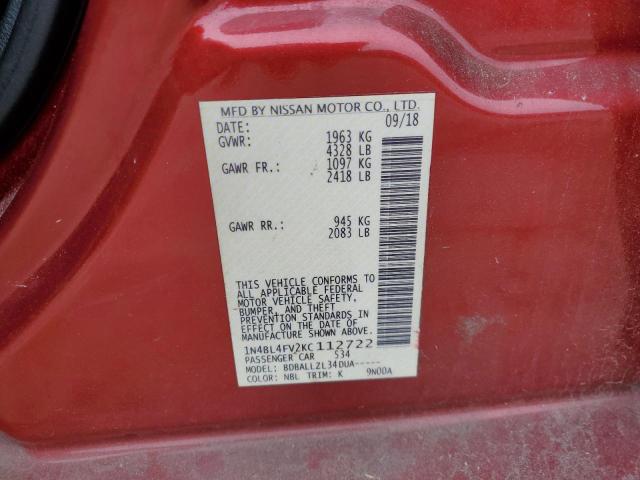 MFD BY NISSAN MOTOR CO., LTD.
DATE: 09/18
GVWR: 1963 KG
4328 LB
GAWR FR.: 1097 KG
2418 LB
GAWR RR.: 945 KG
2083 LB
THIS VEHICLE CONFORMS TO
ALL APPLICABLE FEDERAL
MOTOR VEHICLE SAFETY,
BUMPER, AND THEFT
PREVENTION STANDARDS IN
EFFECT ON THE DATE OF
MANUFACTURE SHOWN ABOVE.
1N4BL4FV2KC112722
PASSENGER CAR 534
MODEL: BDBALLZL34DUA-----
COLOR: NBL TRIM: K 9N00A